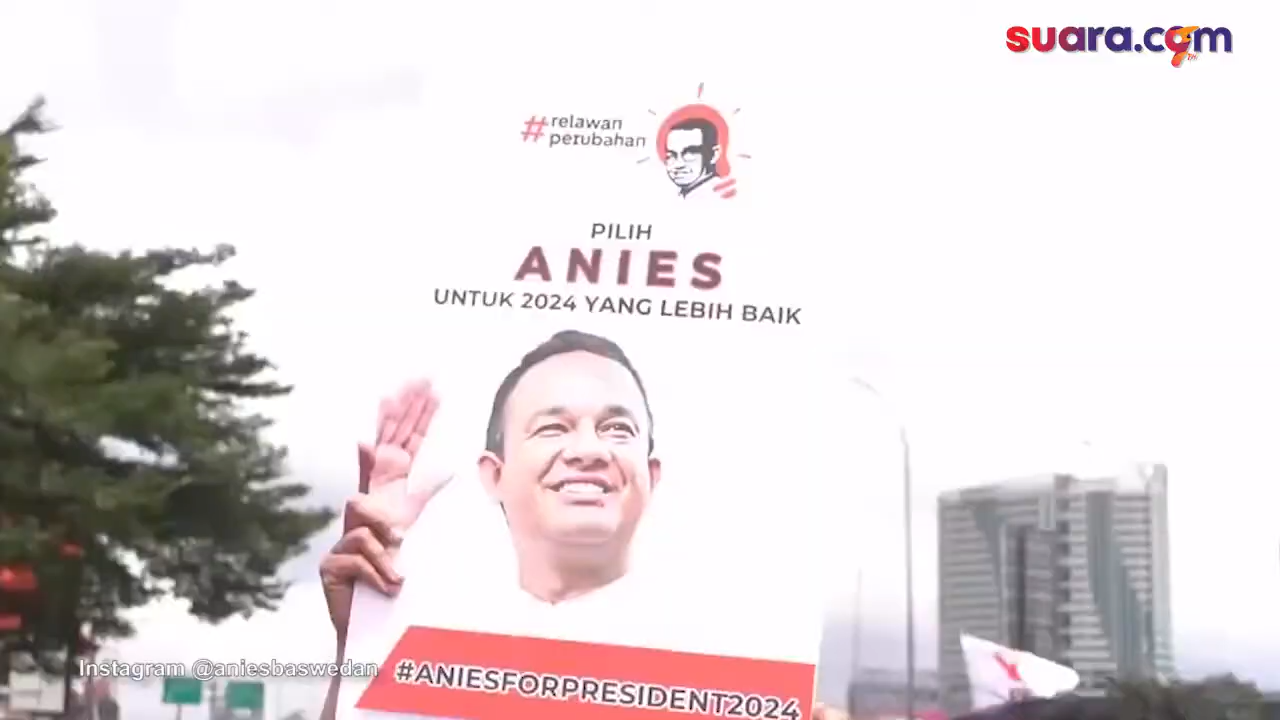 suara.com
#relawan
perubahan
PILIH
ANIES
UNTUK 2024 YANG LEBIH BAIK
Instagram @aniesbaswedan
#ANIESFORPRESIDENT2024